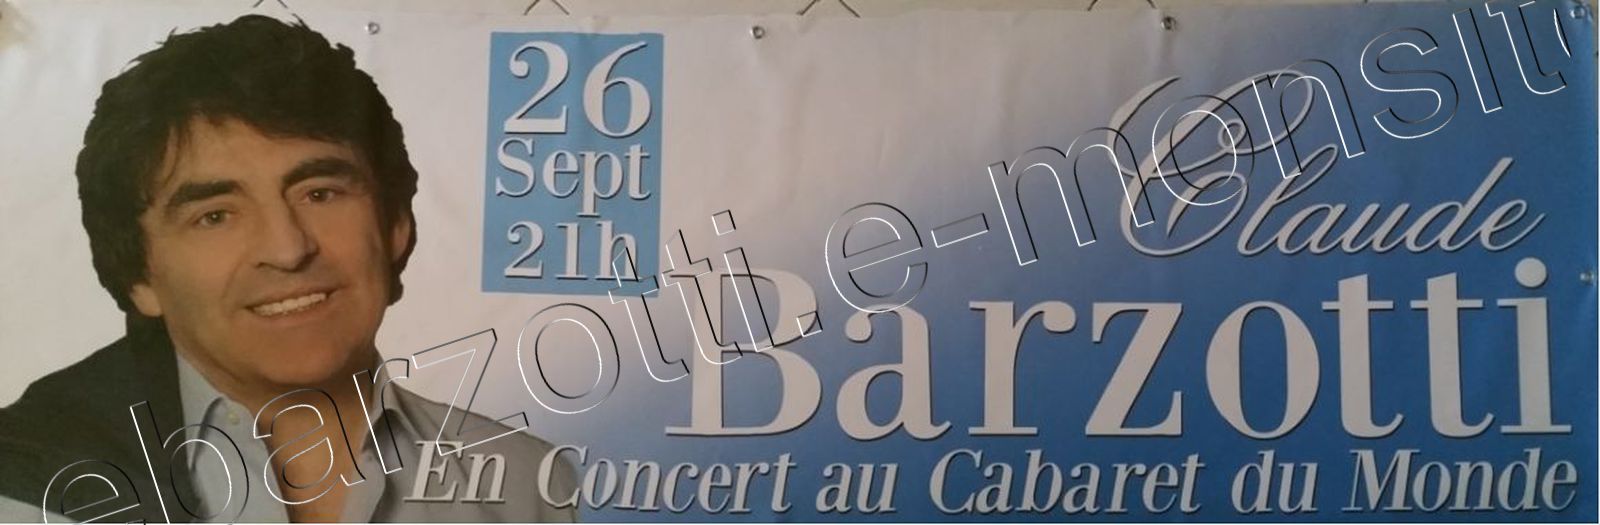 26
Sept
21h
Claude
Barzotti
En Concert au Cabaret du Monde
ebarzotti.e-monsite